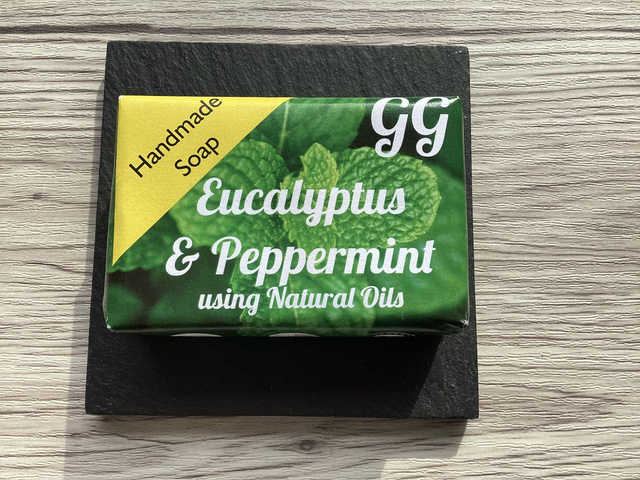 Handmade
Soap
GG
Eucalyptus
& Peppermint
using Natural Oils